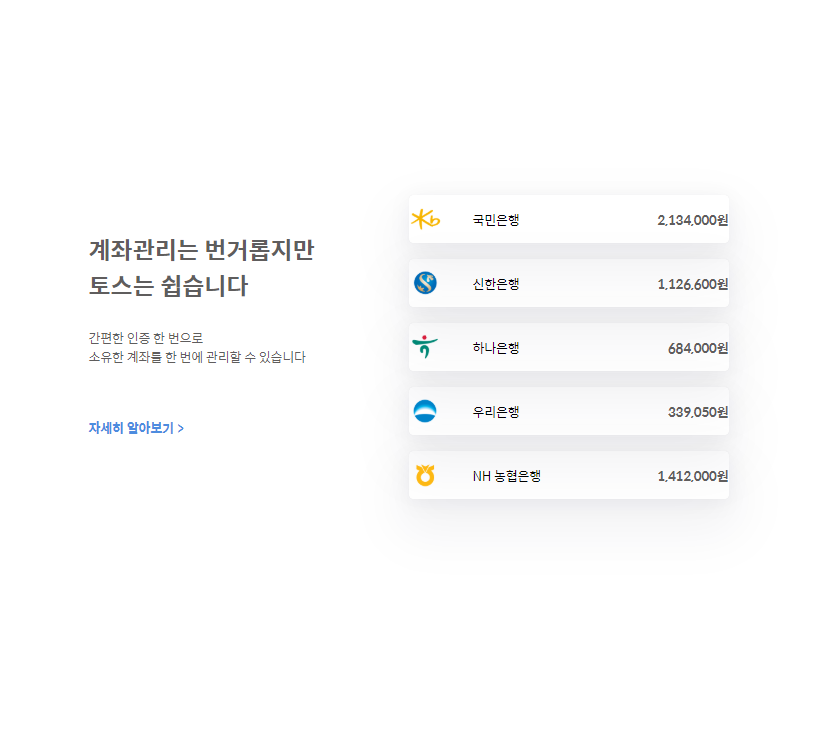 계좌관리는 번거롭지만
토스는 쉽습니다
간편한 인증 한 번으로
소유한 계좌를 한 번에 관리할 수 있습니다
자세히 알아보기 >
국민은행 2,134,000원
신한은행 1,126,600원
하나은행 684,000원
우리은행 339,050원
NH 농협은행 1,412,000원